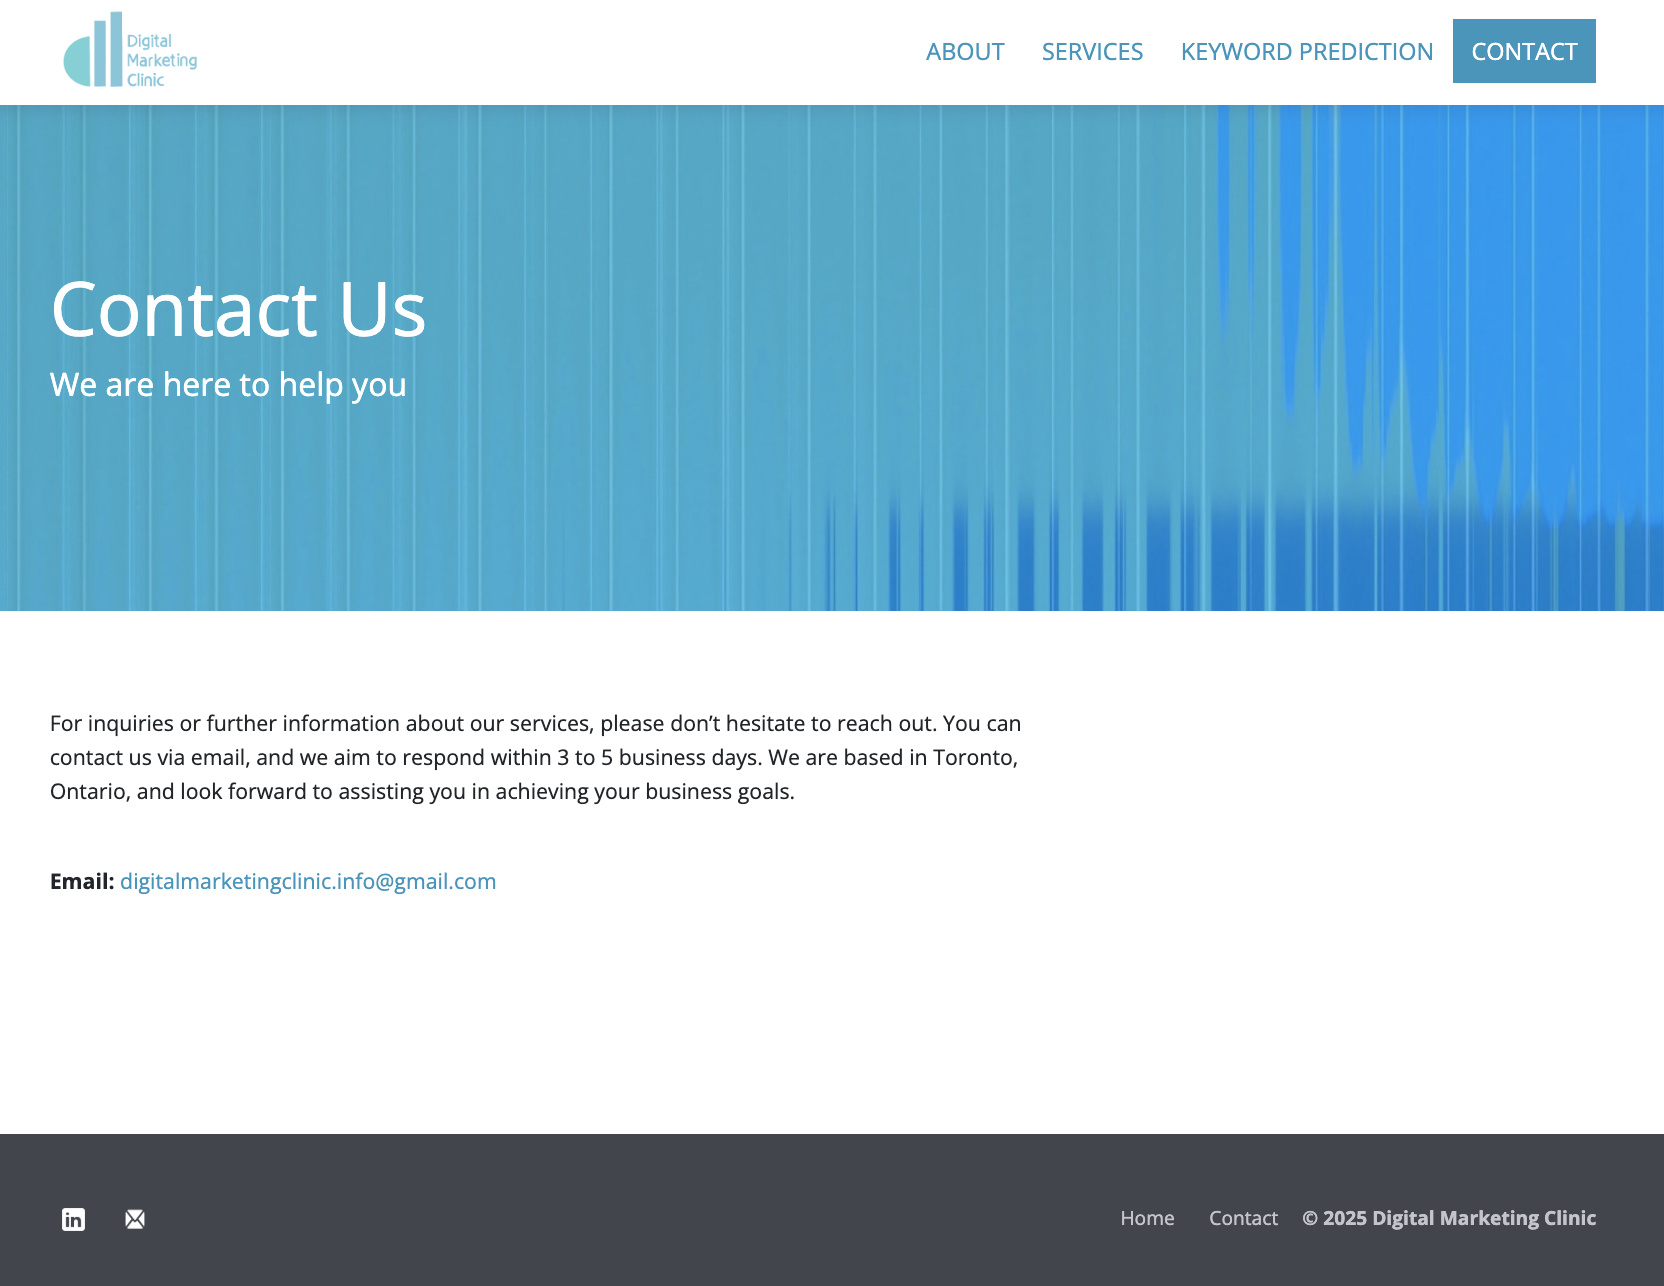 Digital
Marketing
Clinic
ABOUT SERVICES KEYWORD PREDICTION CONTACT
Contact Us
We are here to help you
For inquiries or further information about our services, please don’t hesitate to reach out. You can
contact us via email, and we aim to respond within 3 to 5 business days. We are based in Toronto,
Ontario, and look forward to assisting you in achieving your business goals.
Email: digitalmarketingclinic.info@gmail.com
in
Home Contact © 2025 Digital Marketing Clinic